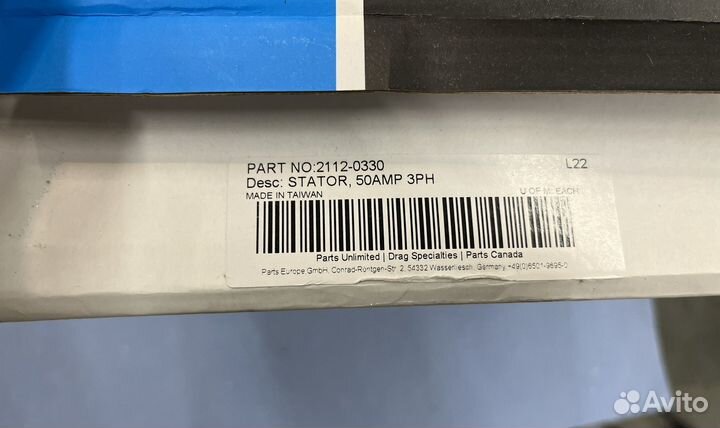 PART NO:2112-0330
L22
Desc: STATOR, 50AMP 3PH
MADE IN TAIWAN
U OF M: EACH
Parts Unlimited | Drag Specialties | Parts Canada
Parts Europe GmbH, Conrad-Röntgen-Str. 2, 54332 Wasserliesch, Germany +49(0)6501-9695-0
Avito